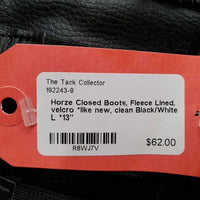 The Tack Collector
192243-9
Horze Closed Boots, Fleece Lined,
velcro *like new, clean Black/White
L *13"
R8WJ7V
$62.00